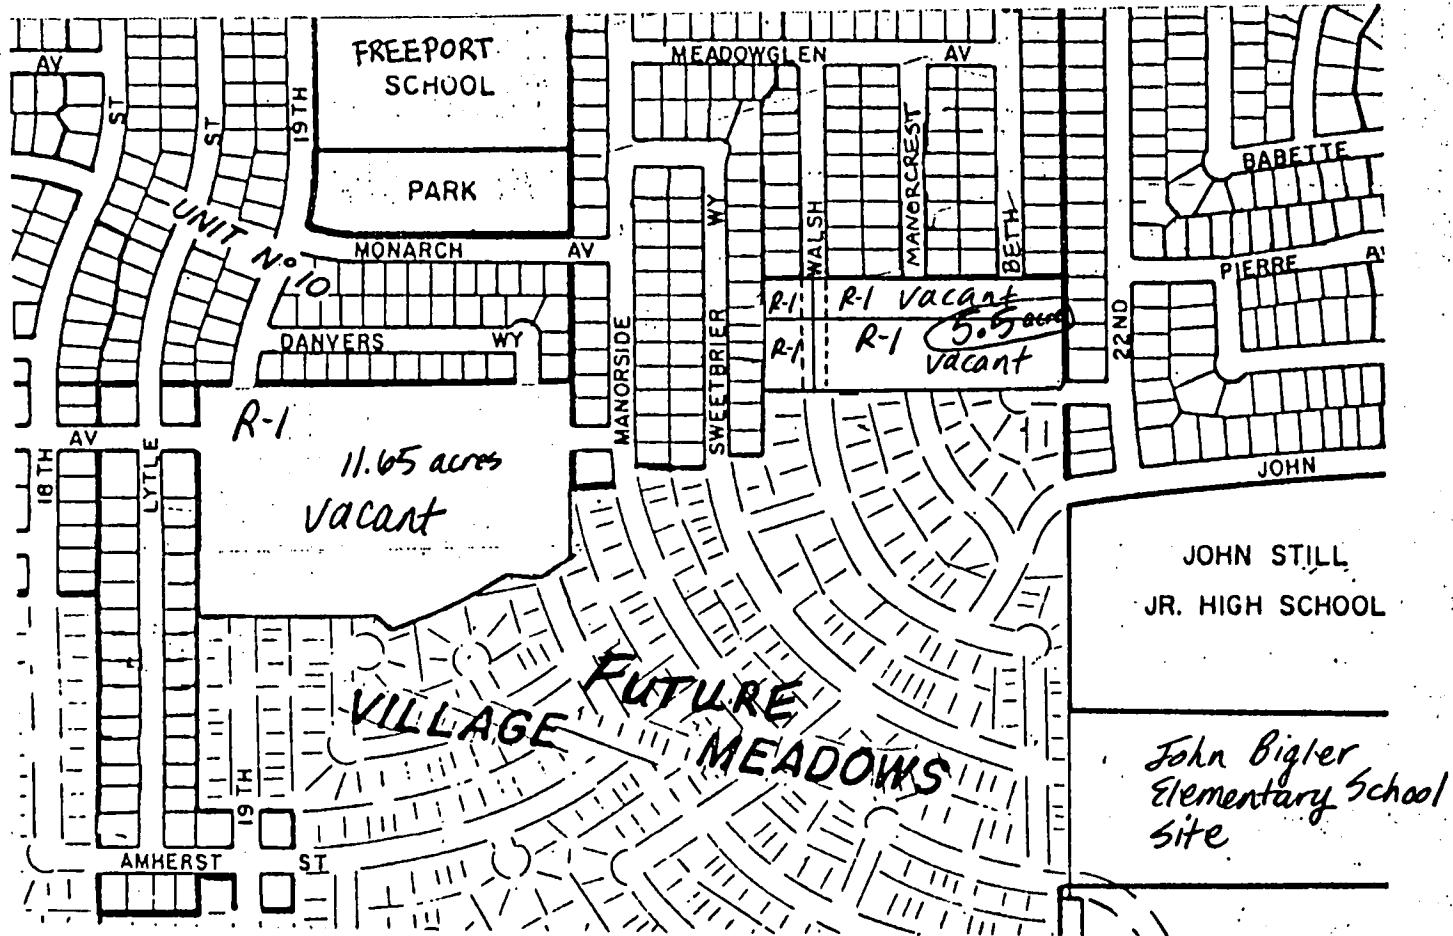 MEADOWGLEN AV
FREEPORT
SCHOOL
AV
ST
ST
19TH
PARK
BABETTE
MANORCREST
WY
WALSH
BETH
UNIT No 10
MONARCH AV
PIERRE A
R-1
R-1 vacant
5.5 acre
R-1
R-1
vacant
22ND
DANVERS WY
MANORSIDE
SWEETBRIER
R-1
AV
18TH
LYTLE
11.65 acres
vacant
JOHN
JOHN STILL
JR. HIGH SCHOOL
FUTURE
VILLAGE
MEADOWS
John Bigler
Elementary School
Site
19TH
AMHERST ST